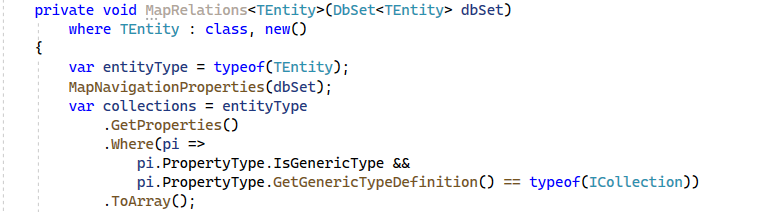 private void MapRelations<TEntity>(DbSet<TEntity> dbSet)
where TEntity : class, new()
{
var entityType = typeof(TEntity);
MapNavigationProperties(dbSet);
var collections = entityType
.GetProperties()
.Where(pi =>
pi.PropertyType.IsGenericType &&
pi.PropertyType.GetGenericTypeDefinition() == typeof(ICollection))
.ToArray();